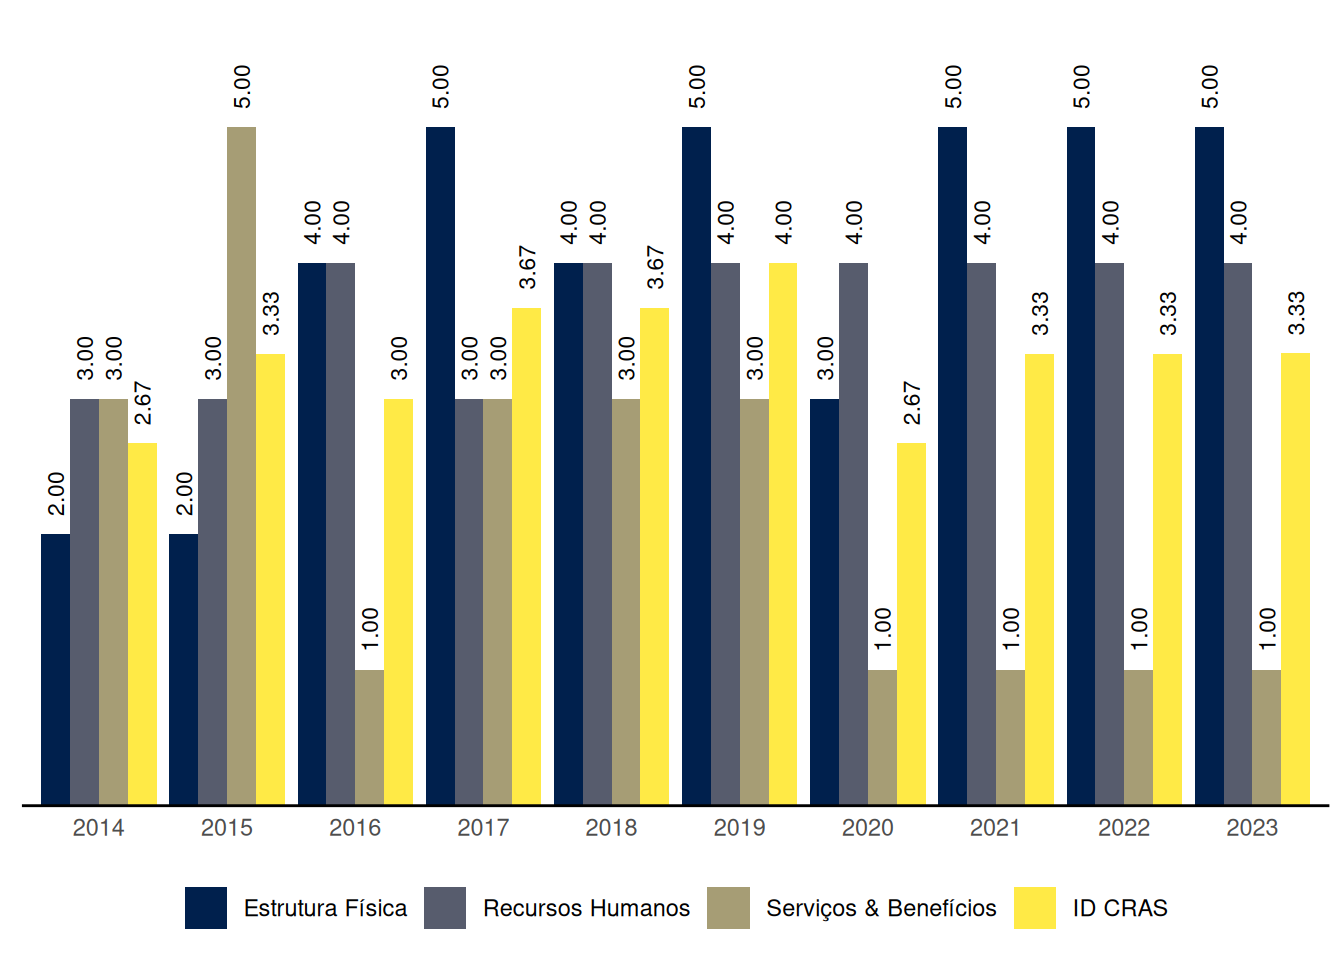 5.00 5.00 5.00 5.00 5.00 5.00
4.00 4.00 4.00 4.00 4.00 4.00 4.00 4.00 4.00 4.00
3.67 3.67
3.33 3.33 3.33 3.33
3.00 3.00 3.00 3.00 3.00 3.00 3.00 3.00 3.00
2.67 2.67
2.00 2.00
1.00 1.00 1.00 1.00 1.00
2014 2015 2016 2017 2018 2019 2020 2021 2022 2023
Estrutura Física Recursos Humanos Serviços & Benefícios ID CRAS